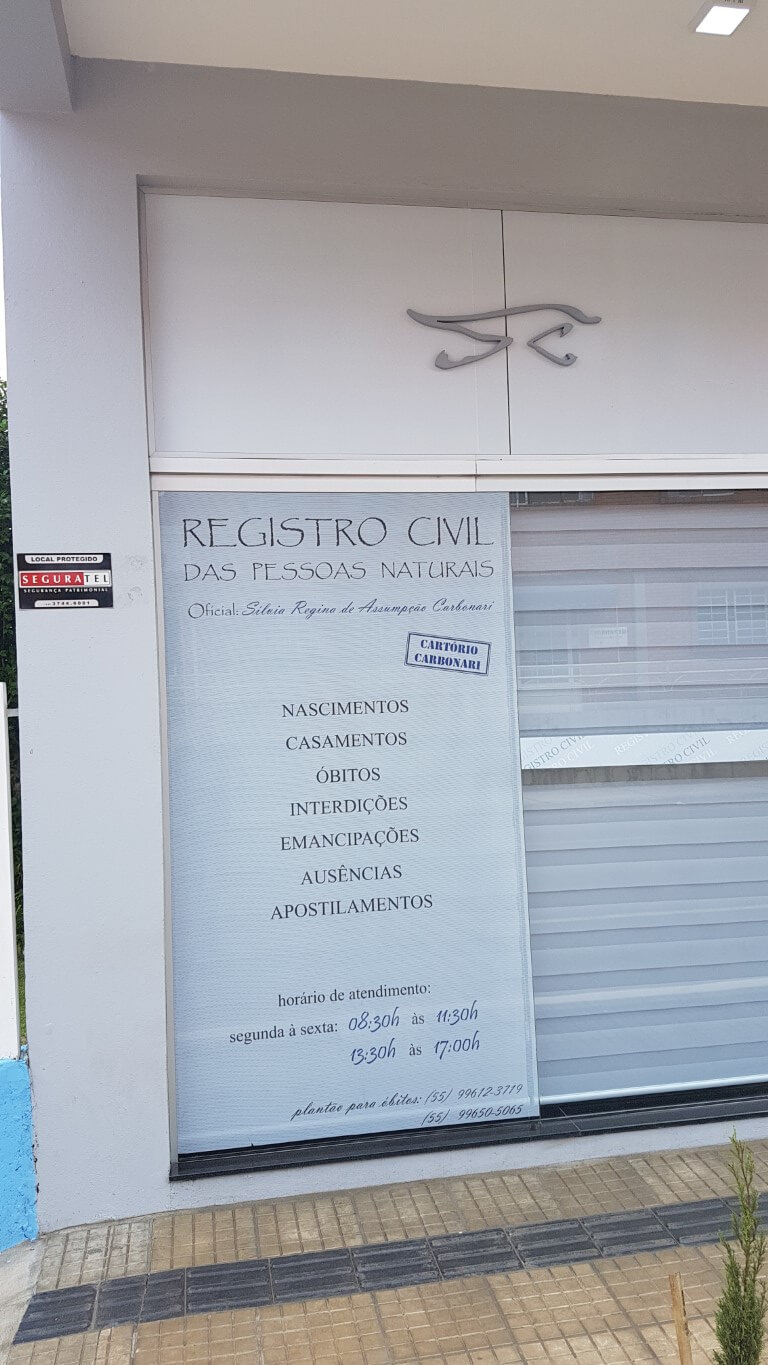 REGISTRO CIVIL
DAS PESSOAS NATURAIS
Oficial: Silvia Regina de Assumpção Carbonari
CARTÓRIO
CARBONARI
NASCIMENTOS
CASAMENTOS
ÓBITOS
INTERDIÇÕES
EMANCIPAÇÕES
AUSÊNCIAS
APOSTILAMENTOS
horário de atendimento:
segunda à sexta: 08:30h às 11:30h
13:30h às 17:00h
plantão para óbitos: (55) 99612-3719
(55) 99650-5065
LOCAL PROTEGIDO
SEGURATEL
SEGURANÇA PATRIMONIAL
REGISTRO CIVIL